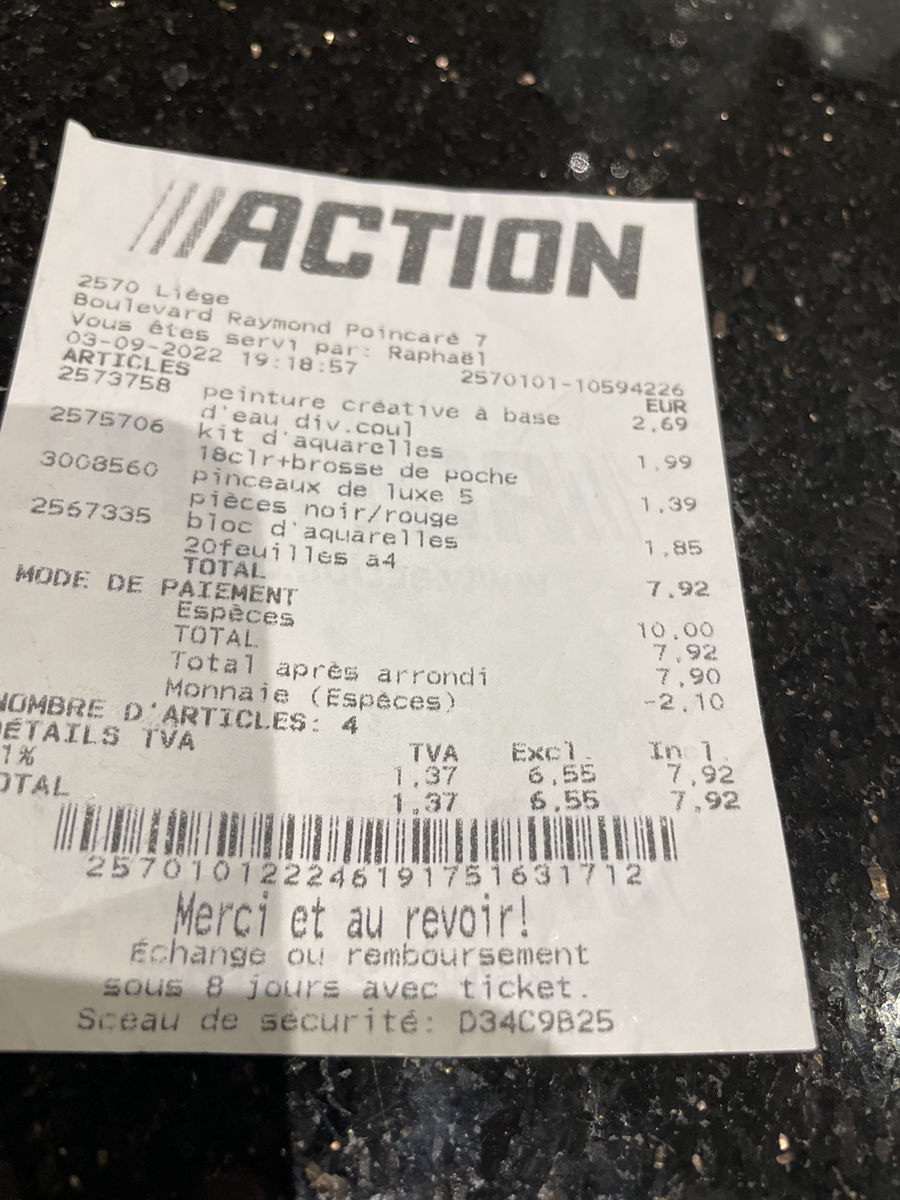 ///ACTION
2570 Liège
Boulevard Raymond Poincaré 7
Vous êtes servi par: Raphaël
03-09-2022 19:18:57 2570101-10594226
ARTICLES EUR
2573758 peinture créative à base 2,69
d'eau div.coul
2575706 kit d'aquarelles 1,99
18clr+brosse de poche
3008560 pinceaux de luxe 5 1,39
pièces noir/rouge
2567335 bloc d'aquarelles 1,85
20feuilles a4
TOTAL 7,92
MODE DE PAIEMENT
Espèces 10,00
TOTAL 7,92
Total après arrondi 7,90
Monnaie (Espèces) -2,10
NOMBRE D'ARTICLES: 4
DÉTAILS TVA
TVA Excl. Incl.
1% 1,37 6,55 7,92
OTAL 1,37 6,55 7,92
257010122246191751631712
Merci et au revoir!
Échange ou remboursement
sous 8 jours avec ticket.
Sceau de sécurité: D34C9B25